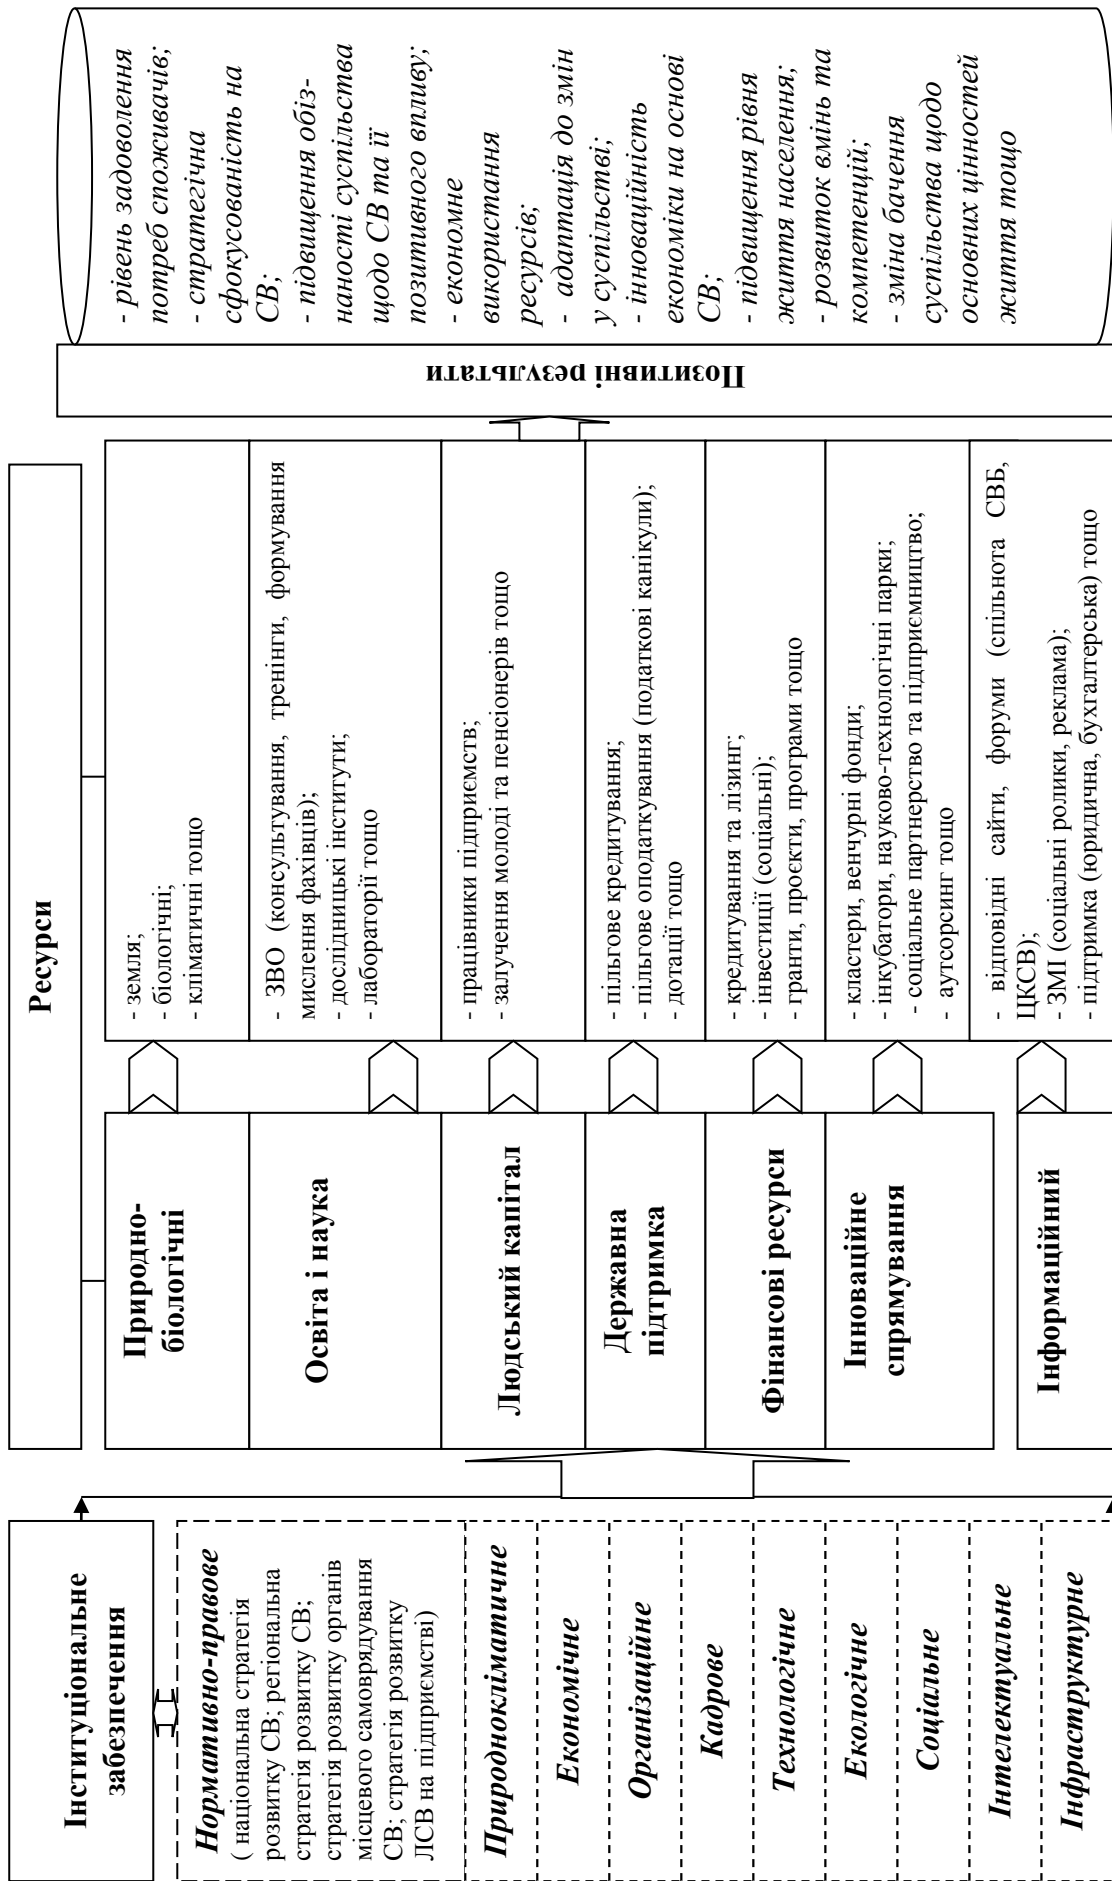 Інституціональне
забезпечення
Нормативно-правове
( національна стратегія
розвитку СВ; регіональна
стратегія розвитку СВ;
стратегія розвитку органів
місцевого самоврядування
СВ; стратегія розвитку
ЛСВ на підприємстві)
Природнокліматичне
Економічне
Організаційне
Кадрове
Технологічне
Екологічне
Соціальне
Інтелектуальне
Інфраструктурне
Ресурси
Природно-
біологічні
- земля;
- біологічні;
- кліматичні тощо
Освіта і наука
- ЗВО (консультування, тренінги, формування
мислення фахівців);
- дослідницькі інститути;
- лабораторії тощо
Людський капітал
- працівники підприємств;
- залучення молоді та пенсіонерів тощо
Державна
підтримка
- пільгове кредитування;
- пільгове оподаткування (податкові канікули);
- дотації тощо
Фінансові ресурси
- кредитування та лізинг;
- інвестиції (соціальні);
- гранти, проєкти, програми тощо
Інноваційне
спрямування
- кластери, венчурні фонди;
- інкубатори, науково-технологічні парки;
- соціальне партнерство та підприємництво;
- аутсорсинг тощо
Інформаційний
- відповідні сайти, форуми (спільнота СВБ,
ЦКСВ);
- ЗМІ (соціальні ролики, реклама);
- підтримка (юридична, бухгалтерська) тощо
Позитивні результати
- рівень задоволення
потреб споживачів;
- стратегічна
сфокусованість на
СВ;
- підвищення обіз-
наності суспільства
щодо СВ та її
позитивного впливу;
- економне
використання
ресурсів;
- адаптація до змін
у суспільстві;
- інноваційність
економіки на основі
СВ;
- підвищення рівня
життя населення;
- розвиток вмінь та
компетенцій;
- зміна бачення
суспільства щодо
основних цінностей
життя тощо